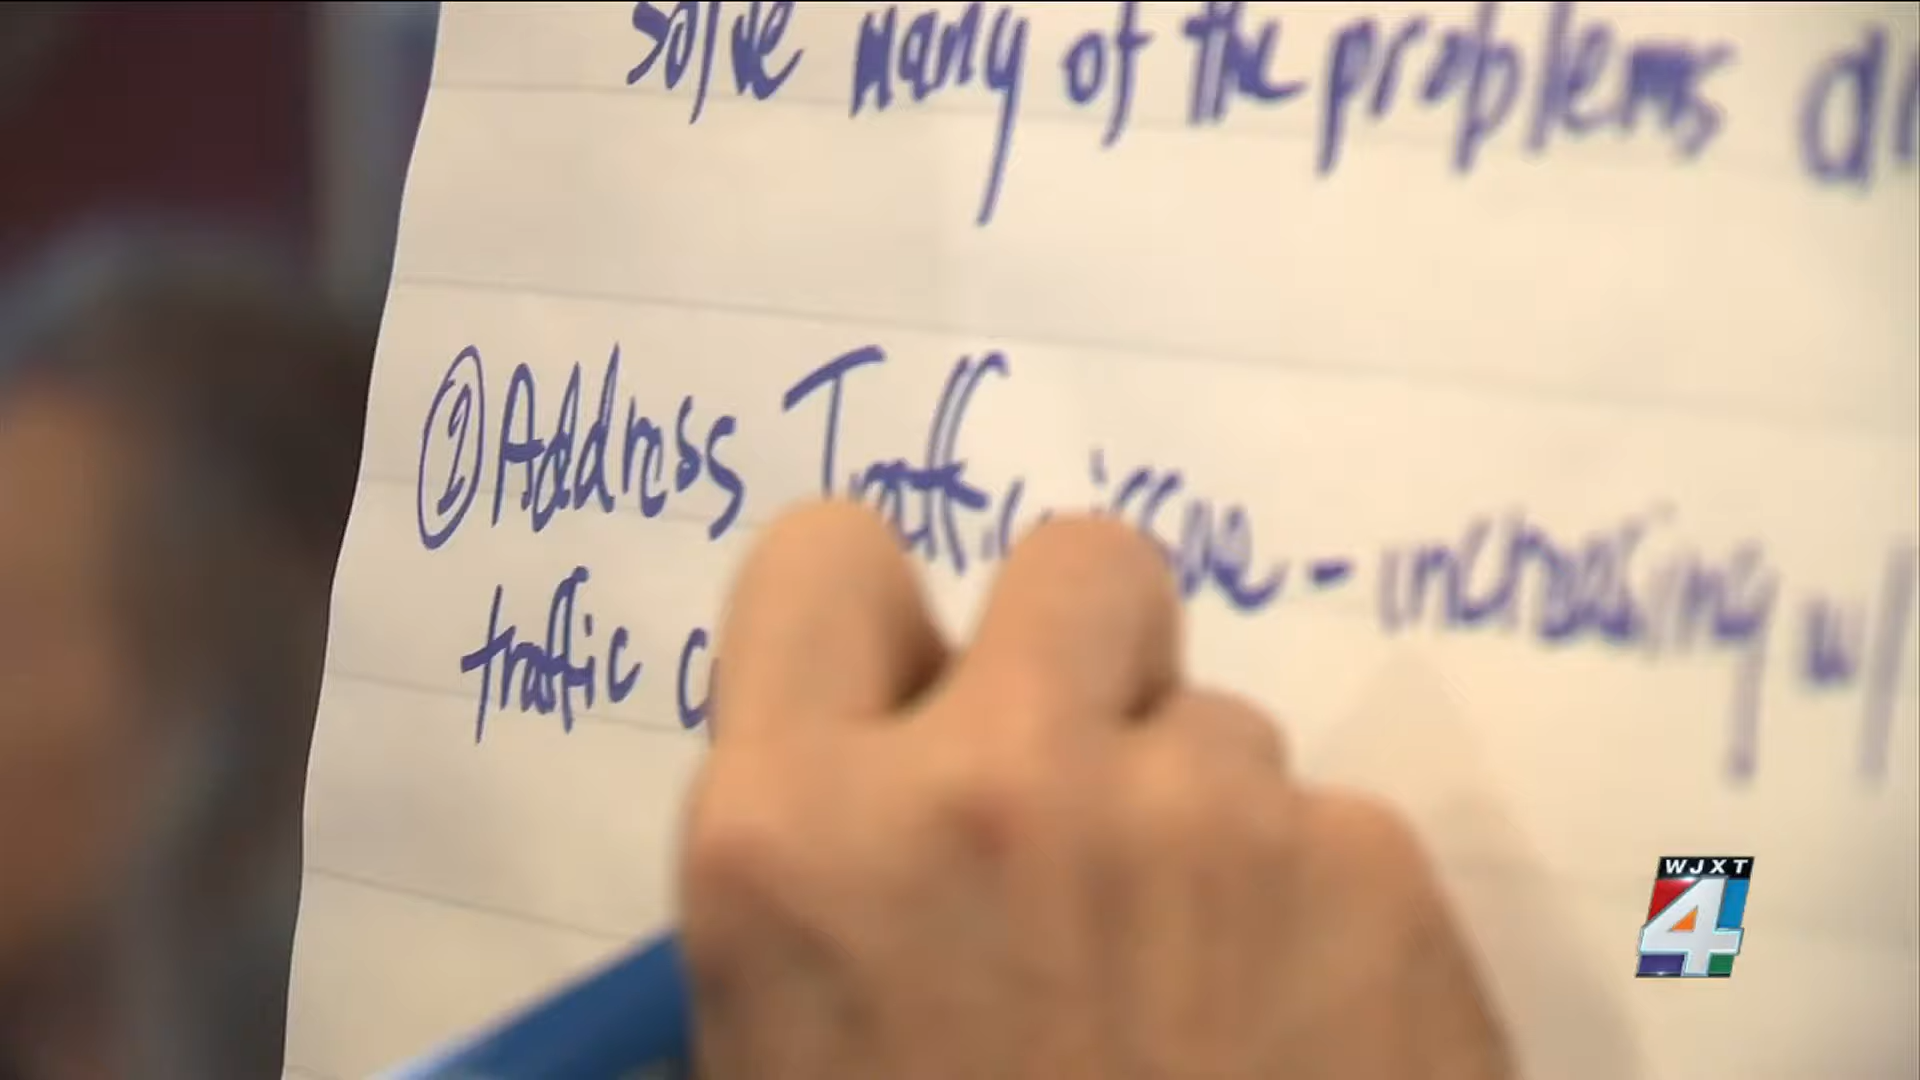 solve many of the problems
② Address Traffic issue - increasing w/
traffic
WJXT
4